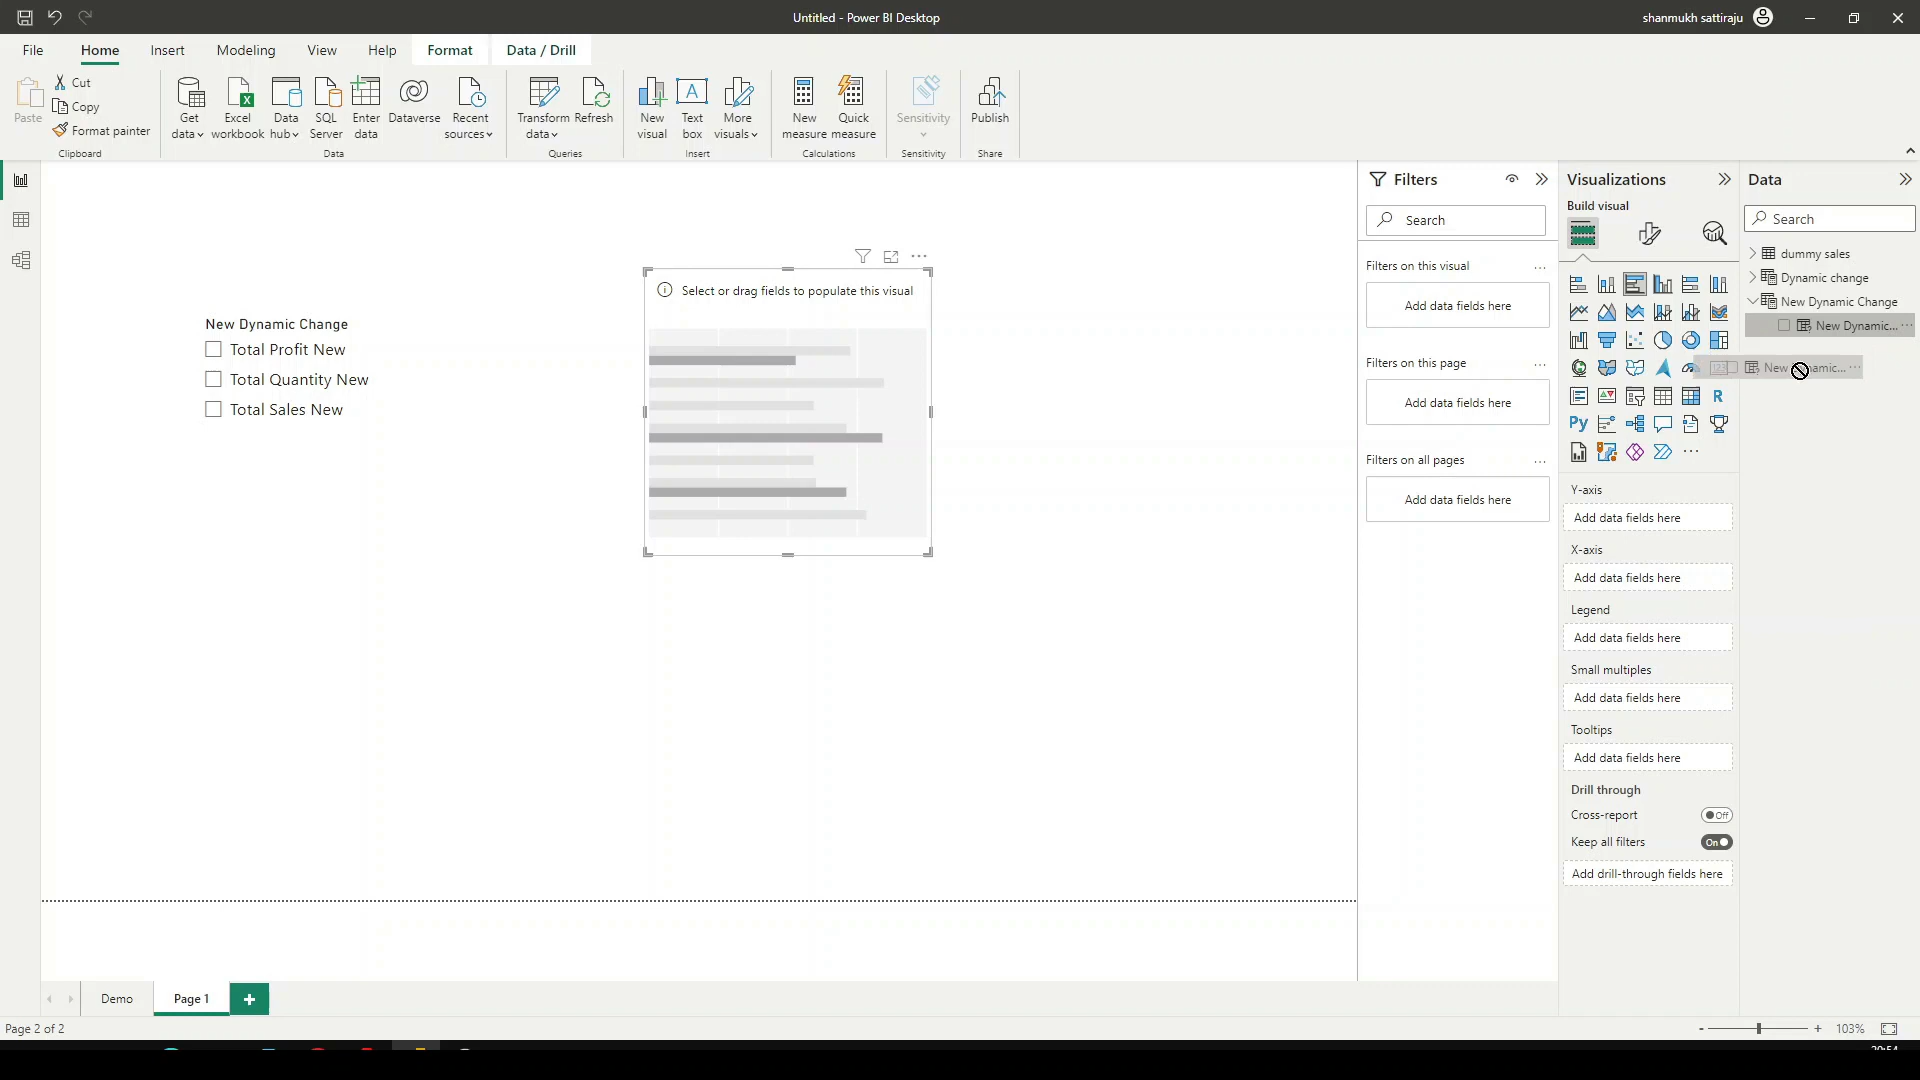 Untitled - Power BI Desktop
shanmukh sattiraju
File
Home
Insert
Modeling
View
Help
Format
Data / Drill
Paste
Cut
Copy
Format painter
Clipboard
Get data
Excel workbook
Data hub
SQL Server
Enter data
Dataverse
Recent sources
Data
Transform data
Refresh
Queries
New visual
Text box
More visuals
Insert
New measure
Quick measure
Calculations
Sensitivity
Sensitivity
Publish
Share
New Dynamic Change
Total Profit New
Total Quantity New
Total Sales New
Select or drag fields to populate this visual
Filters
Search
Filters on this visual
...
Add data fields here
Filters on this page
...
Add data fields here
Filters on all pages
...
Add data fields here
Visualizations
Build visual
R
Py
...
Y-axis
Add data fields here
X-axis
Add data fields here
Legend
Add data fields here
Small multiples
Add data fields here
Tooltips
Add data fields here
Drill through
Cross-report
Off
Keep all filters
On
Add drill-through fields here
Data
Search
dummy sales
Dynamic change
New Dynamic Change
New Dynamic...
Demo
Page 1
Page 2 of 2
103%